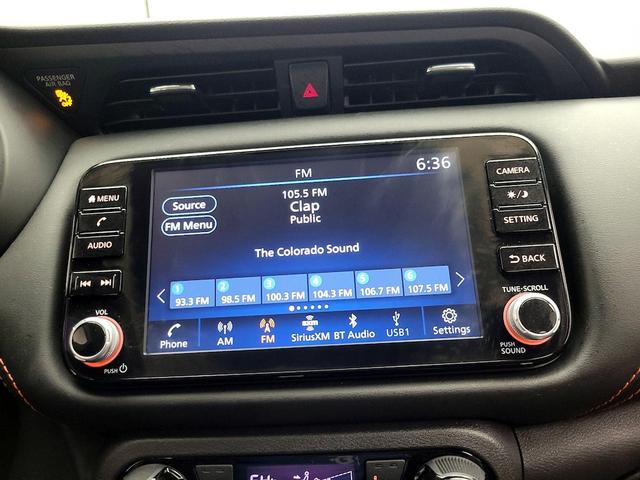 PASSENGER
AIR BAG
FM
6:36
105.5 FM
Clap
Public
Source
FM Menu
The Colorado Sound
1 2 3 4 5 6
93.3 FM 98.5 FM 100.3 FM 104.3 FM 106.7 FM 107.5 FM
Phone AM FM SiriusXM BT Audio USB1 Settings
MENU
AUDIO
VOL
PUSH
CAMERA
SETTING
BACK
TUNE-SCROLL
PUSH
SOUND